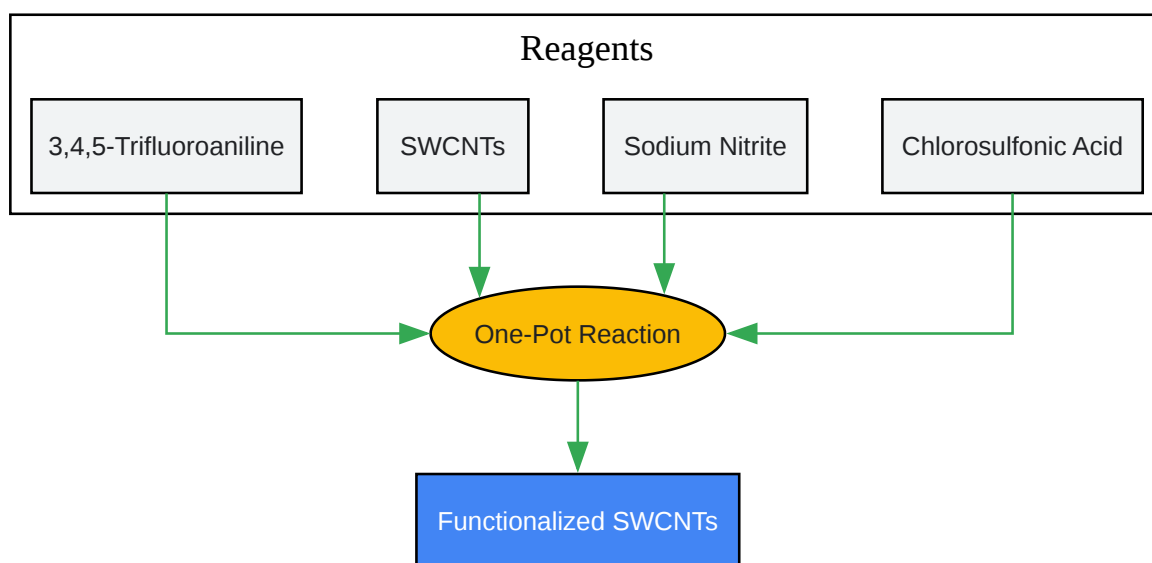 Reagents
3,4,5-Trifluoroaniline
SWCNTs
Sodium Nitrite
Chlorosulfonic Acid
One-Pot Reaction
Functionalized SWCNTs